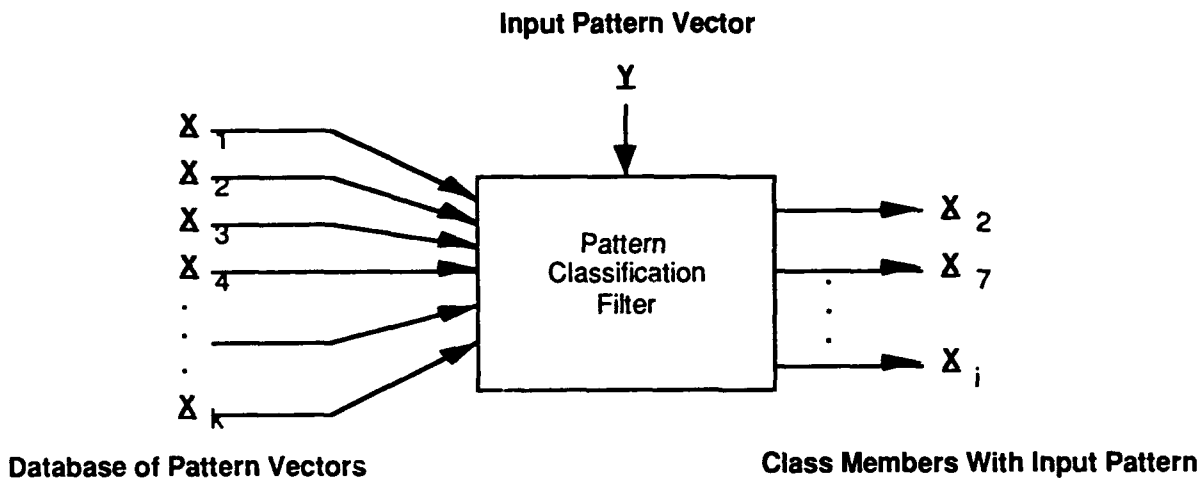 Input Pattern Vector
Y
X 1
X 2
X 3
X 4
.
.
.
X k
Pattern
Classification
Filter
X 2
X 7
.
.
.
X i
Database of Pattern Vectors
Class Members With Input Pattern